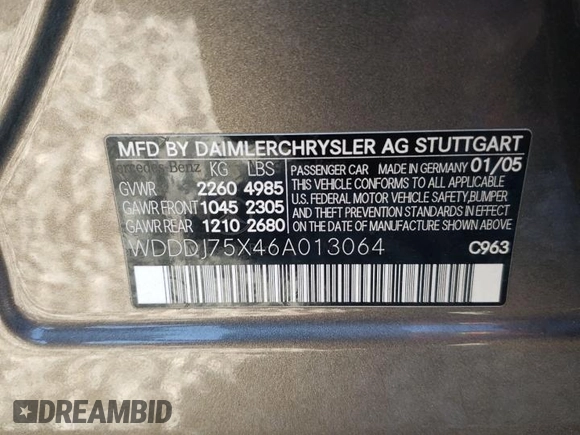 MFD BY DAIMLERCHRYSLER AG STUTTGART
Mercedes-Benz KG LBS
GVWR 2260 4985
GAWR FRONT 1045 2305
GAWR REAR 1210 2680
PASSENGER CAR MADE IN GERMANY 01/05
THIS VEHICLE CONFORMS TO ALL APPLICABLE
U.S. FEDERAL MOTOR VEHICLE SAFETY, BUMPER
AND THEFT PREVENTION STANDARDS IN
EFFECT ON THE DATE OF MANUFACTURE
SHOWN ABOVE.
WDDDJ75X46A013064 C963
DREAMBID